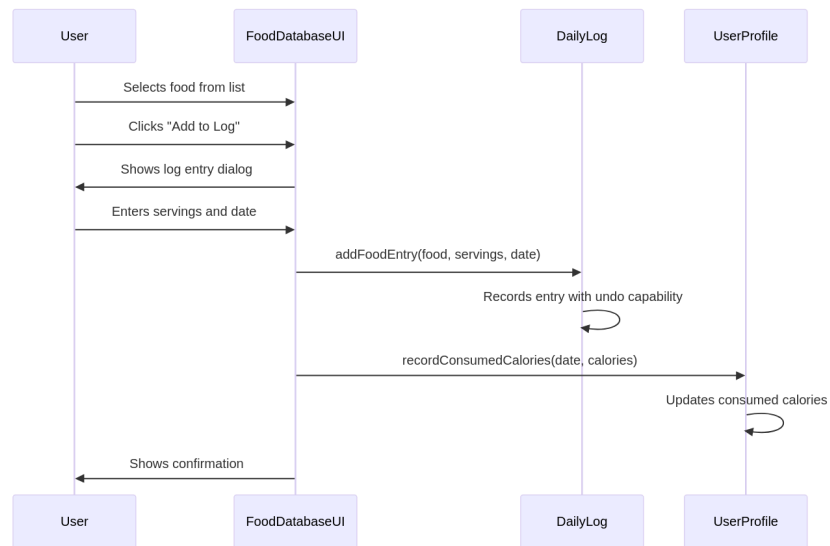 User
FoodDatabaseUI
DailyLog
UserProfile
Selects food from list
Clicks "Add to Log"
Shows log entry dialog
Enters servings and date
addFoodEntry(food, servings, date)
Records entry with undo capability
recordConsumedCalories(date, calories)
Updates consumed calories
Shows confirmation
User
FoodDatabaseUI
DailyLog
UserProfile